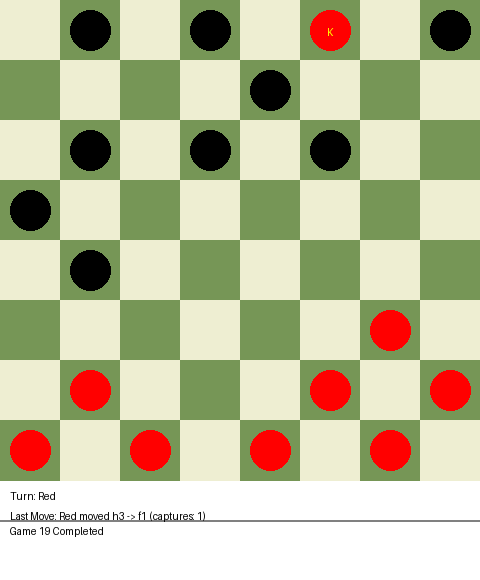 K
Turn: Red
Last Move: Red moved h3 -> f1 (captures: 1)
Game 19 Completed